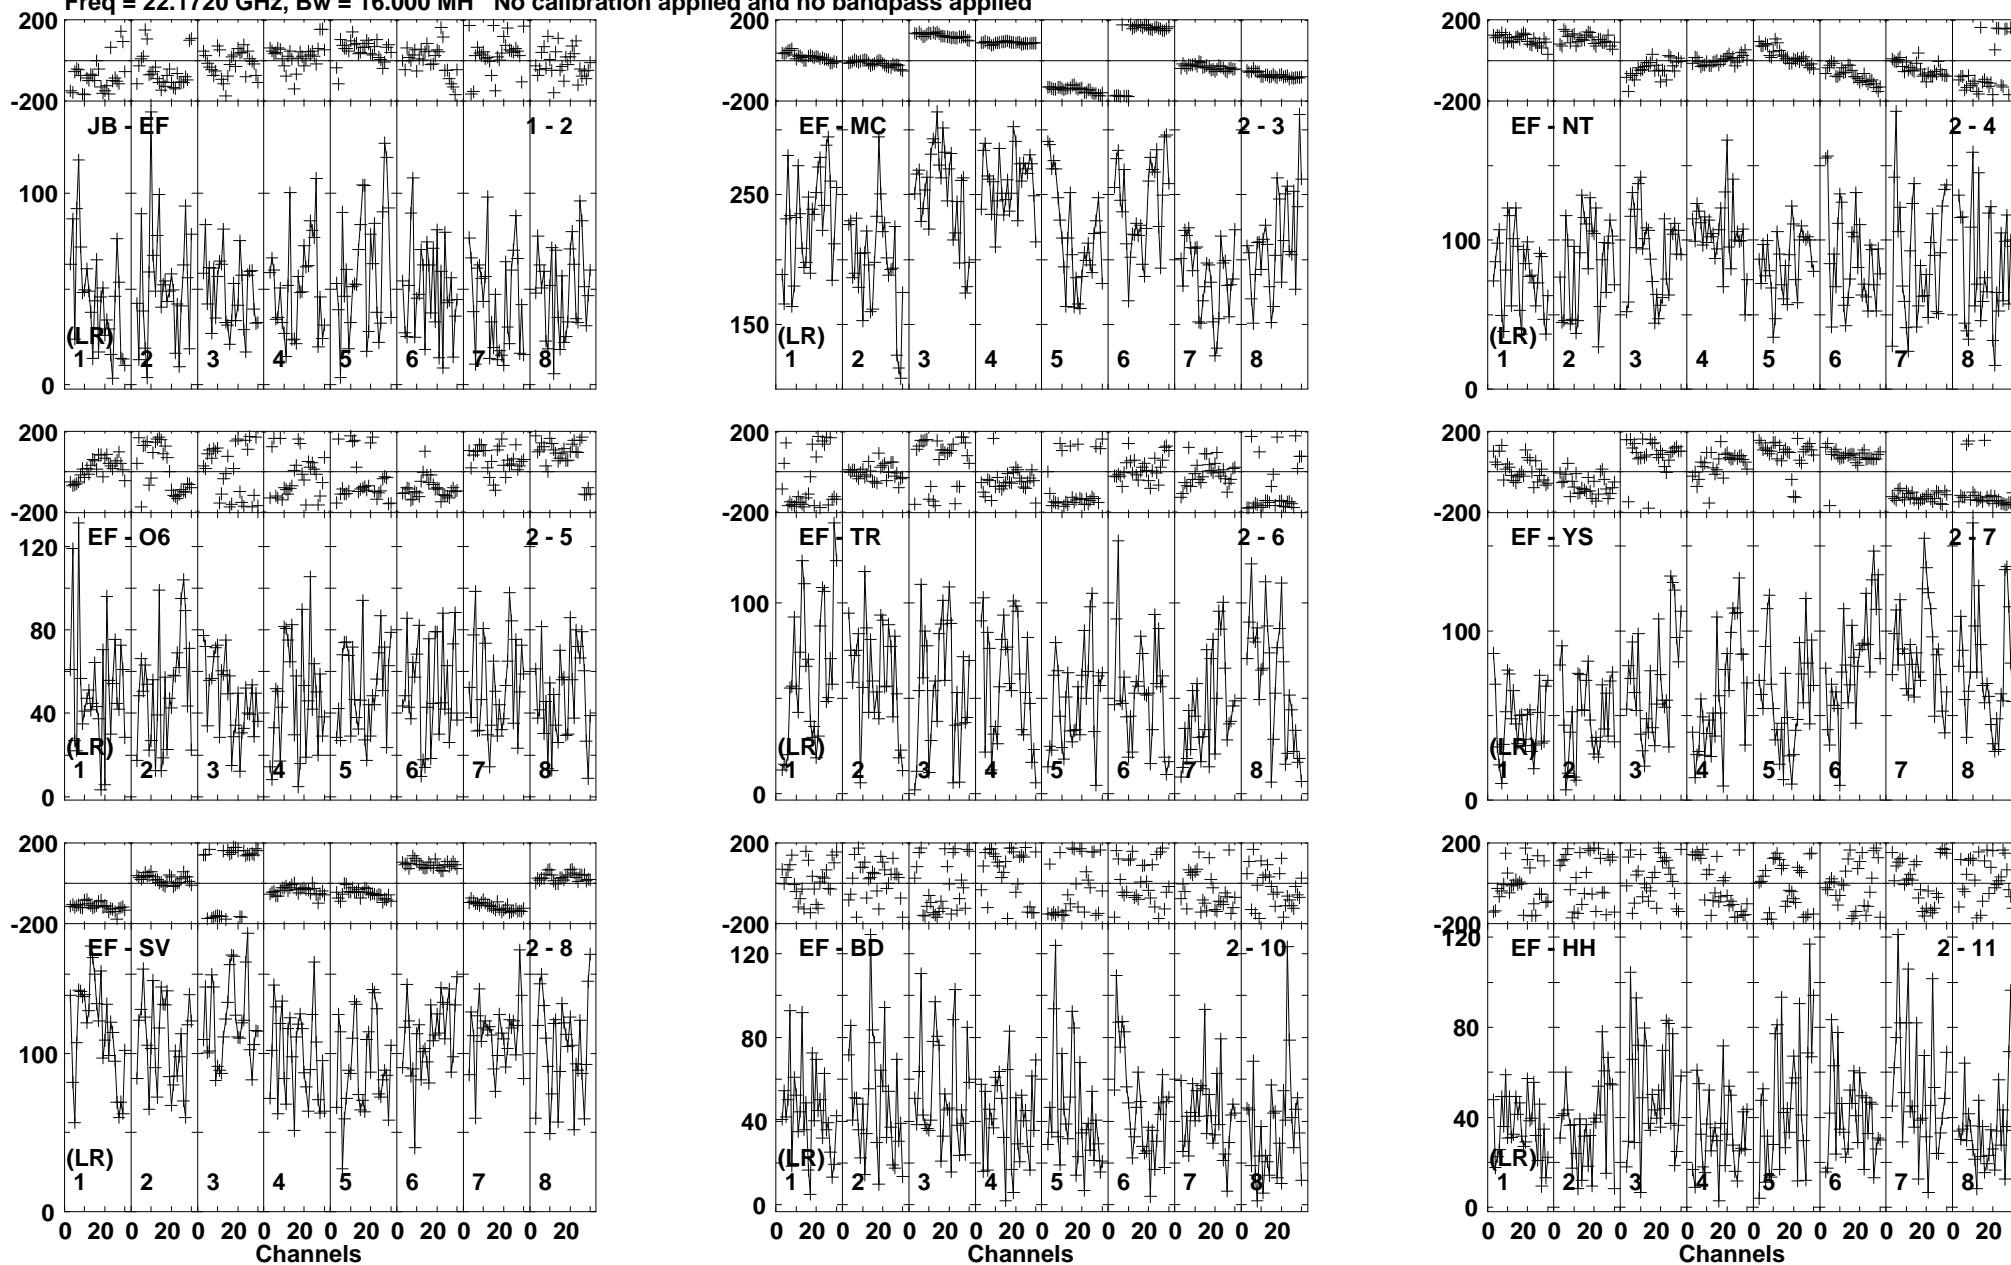 Freq = 22.1720 GHz, Bw = 16.000 MH No calibration applied and no bandpass applied
200 200 200
-200 -200 -200
JB - EF 1 - 2 EF - MC 2 - 3 EF - NT 2 - 4
100 250 100
(LR) 150 (LR) (LR)
1 2 3 4 5 6 7 8 1 2 3 4 5 6 7 8 1 2 3 4 5 6 7 8
0 0
200 200 200
-200 -200 -200
EF - O6 2 - 5 EF - TR 2 - 6 EF - YS 2 - 7
120
80 100 100
40
(LR) (LR) (LR)
1 2 3 4 5 6 7 8 1 2 3 4 5 6 7 8 1 2 3 4 5 6 7 8
0 0 0
200 200 200
-200 -200 -200
EF - SV 2 - 8 EF - BD 2 - 10 EF - HH 2 - 11
120 120
100 80 80
40 40
(LR) (LR) (LR)
1 2 3 4 5 6 7 8 1 2 3 4 5 6 7 8 1 2 3 4 5 6 7 8
0 0 0
0 20 0 20 0 20 0 20 0 20 0 20 0 20 0 20 0 20 0 20 0 20 0 20 0 20 0 20 0 20 0 20 0 20 0 20 0 20 0 20 0 20 0 20 0 20 0 20
Channels Channels Channels